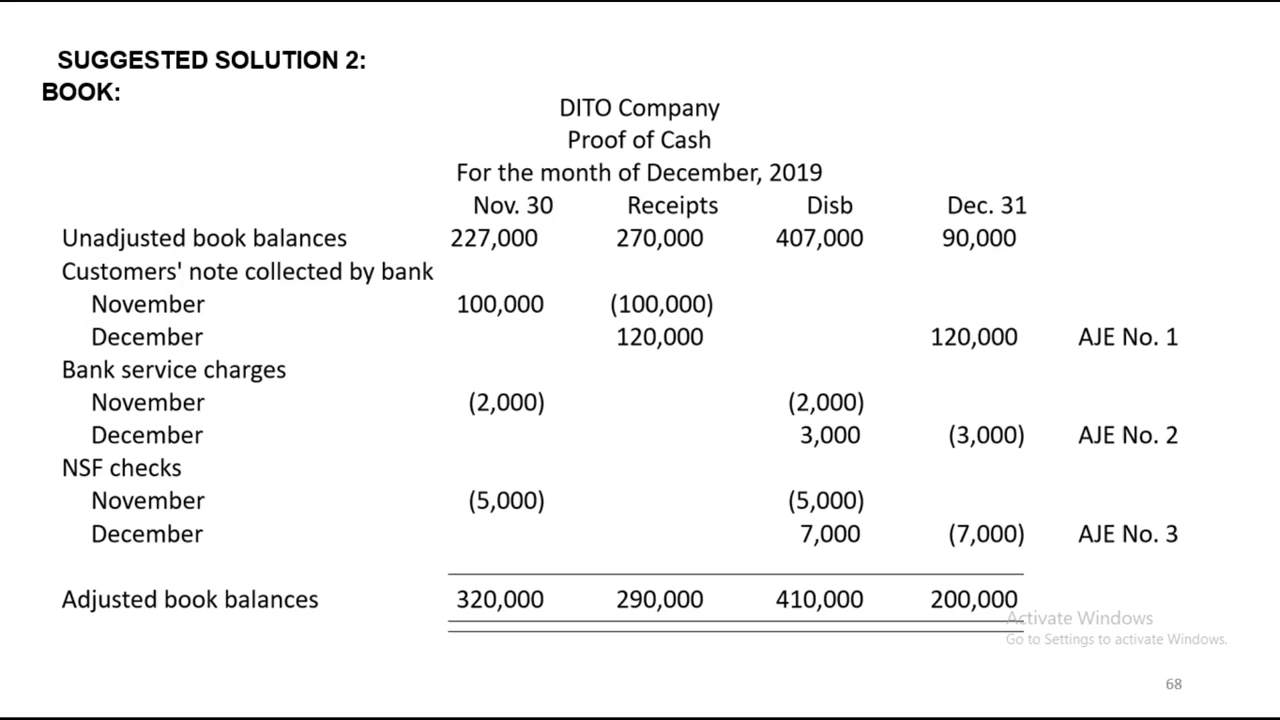 SUGGESTED SOLUTION 2:
BOOK:
DITO Company
Proof of Cash
For the month of December, 2019
Nov. 30 Receipts Disb Dec. 31
Unadjusted book balances 227,000 270,000 407,000 90,000
Customers' note collected by bank
November 100,000 (100,000)
December 120,000 120,000 AJE No. 1
Bank service charges
November (2,000) (2,000)
December 3,000 (3,000) AJE No. 2
NSF checks
November (5,000) (5,000)
December 7,000 (7,000) AJE No. 3
Adjusted book balances 320,000 290,000 410,000 200,000
Activate Windows
Go to Settings to activate Windows.
68